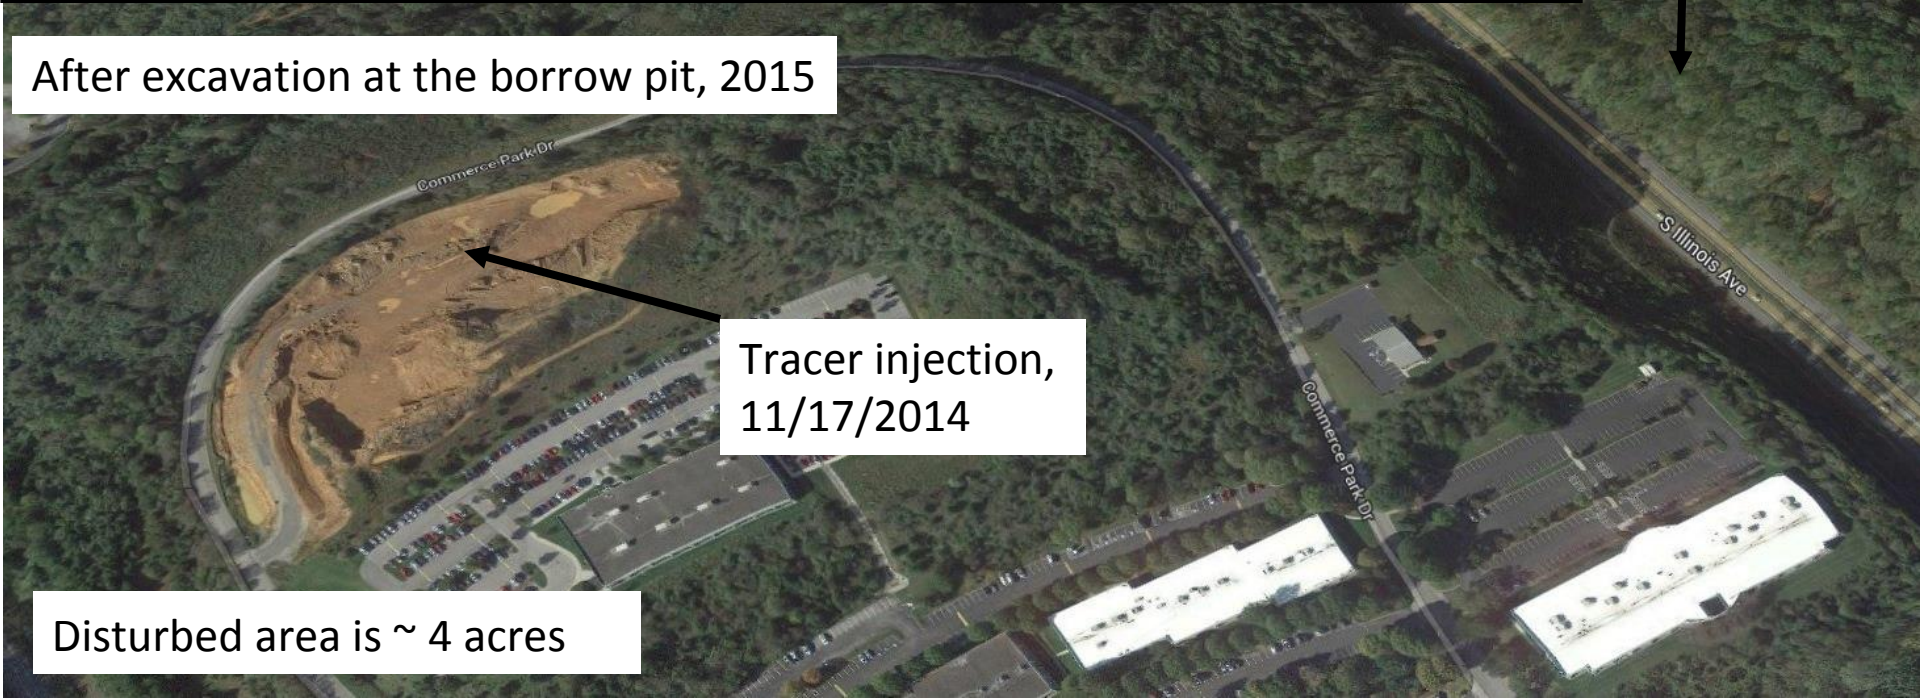 After excavation at the borrow pit, 2015
Commerce Park Dr
S Illinois Ave
Tracer injection,
11/17/2014
Commerce Park Dr
Disturbed area is ~ 4 acres